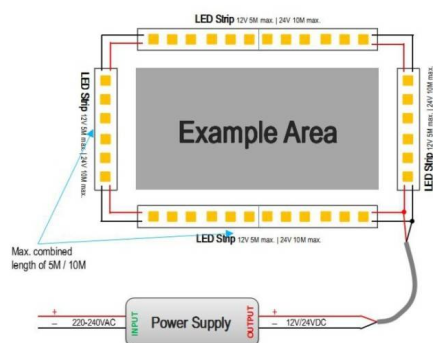 LED Strip 12V 5M max. | 24V 10M max.
LED Strip 12V 5M max. | 24V 10M max.
Example Area
LED Strip 12V 5M max. | 24V 10M max.
LED Strip 12V 5M max. | 24V 10M max.
Max. combined
length of 5M / 10M
+
220-240VAC
−
INPUT
Power Supply
OUTPUT
+
12V/24VDC
−